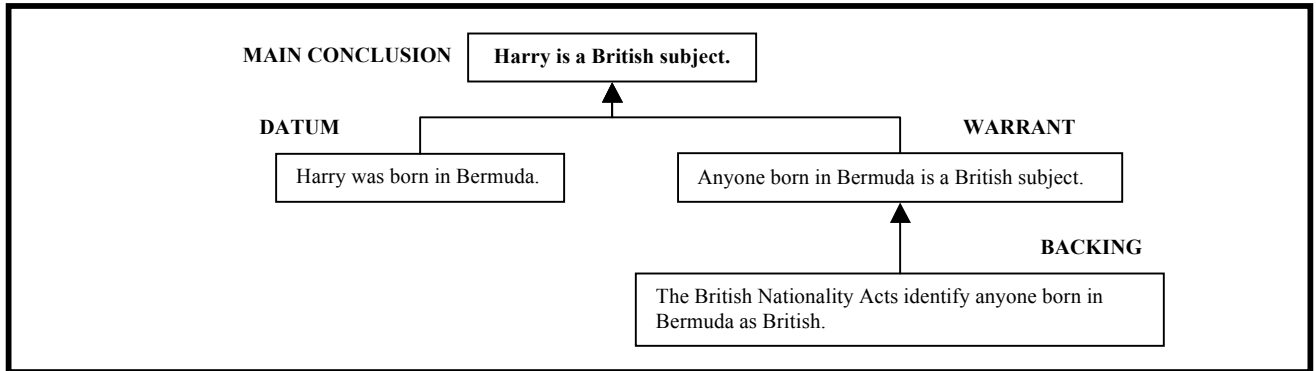 MAIN CONCLUSION
Harry is a British subject.
DATUM
WARRANT
Harry was born in Bermuda.
Anyone born in Bermuda is a British subject.
BACKING
The British Nationality Acts identify anyone born in
Bermuda as British.